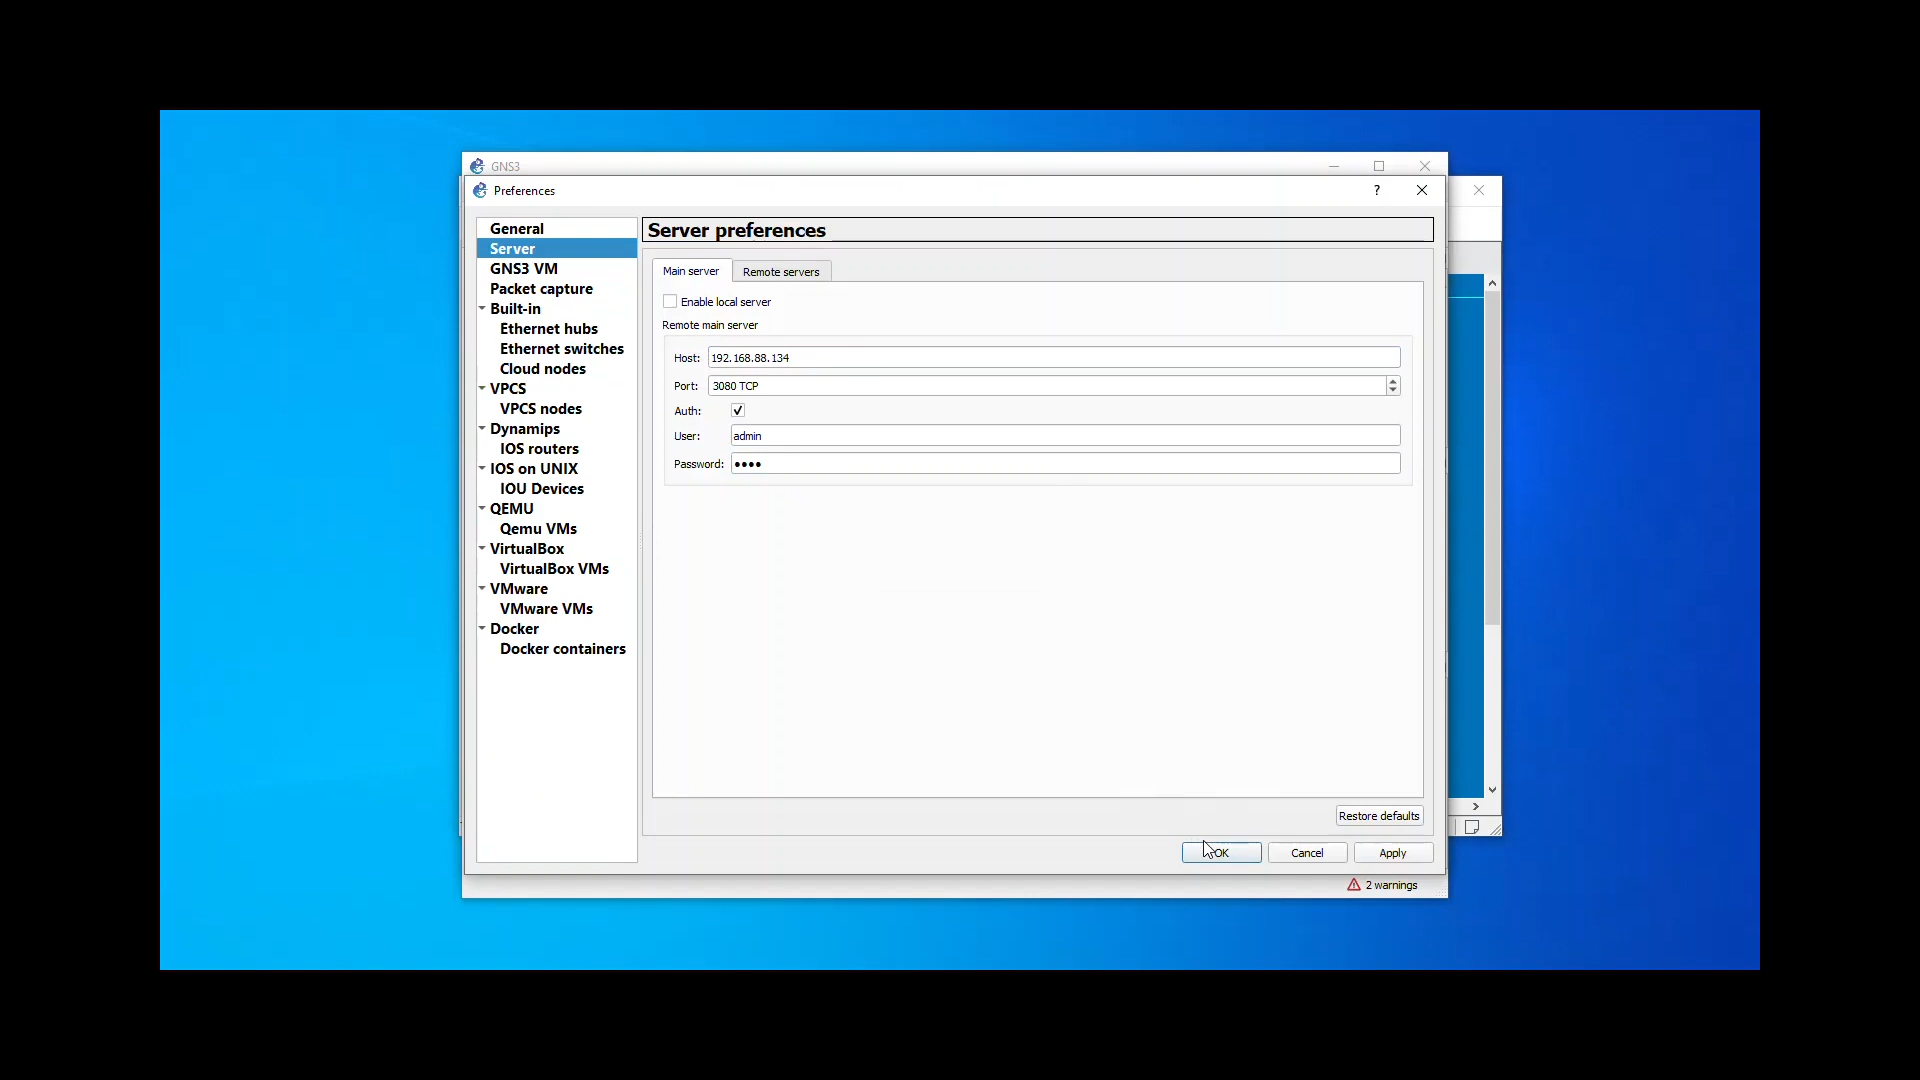 GNS3
Preferences
?
General
Server
GNS3 VM
Packet capture
Built-in
Ethernet hubs
Ethernet switches
Cloud nodes
VPCS
VPCS nodes
Dynamips
IOS routers
IOS on UNIX
IOU Devices
QEMU
Qemu VMs
VirtualBox
VirtualBox VMs
VMware
VMware VMs
Docker
Docker containers
Server preferences
Main server
Remote servers
Enable local server
Remote main server
Host: 192.168.88.134
Port: 3080 TCP
Auth:
User: admin
Password: ●●●●
Restore defaults
OK
Cancel
Apply
2 warnings